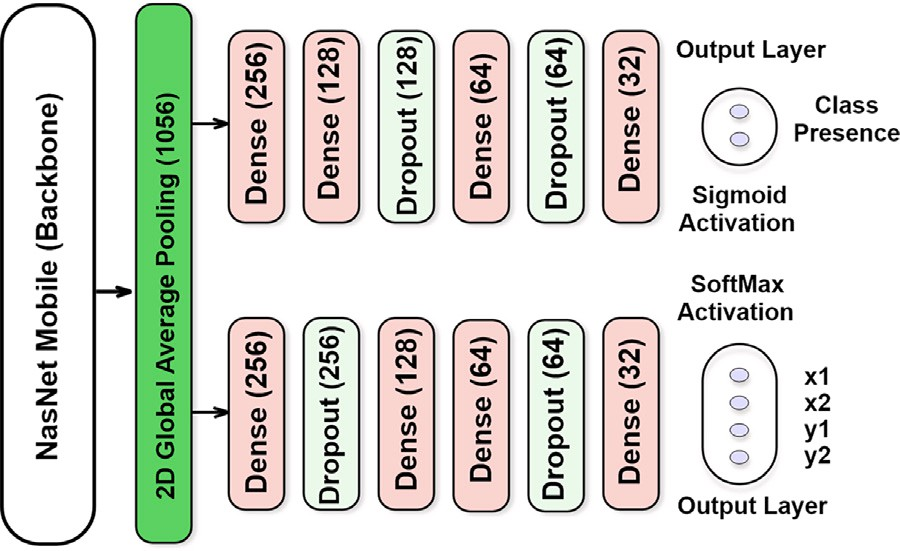 NasNet Mobile (Backbone)
2D Global Average Pooling (1056)
Dense (256)
Dense (128)
Dropout (128)
Dense (64)
Dropout (64)
Dense (32)
Output Layer
Class
Presence
Sigmoid
Activation
Dense (256)
Dropout (256)
Dense (128)
Dense (64)
Dropout (64)
Dense (32)
SoftMax
Activation
x1
x2
y1
y2
Output Layer